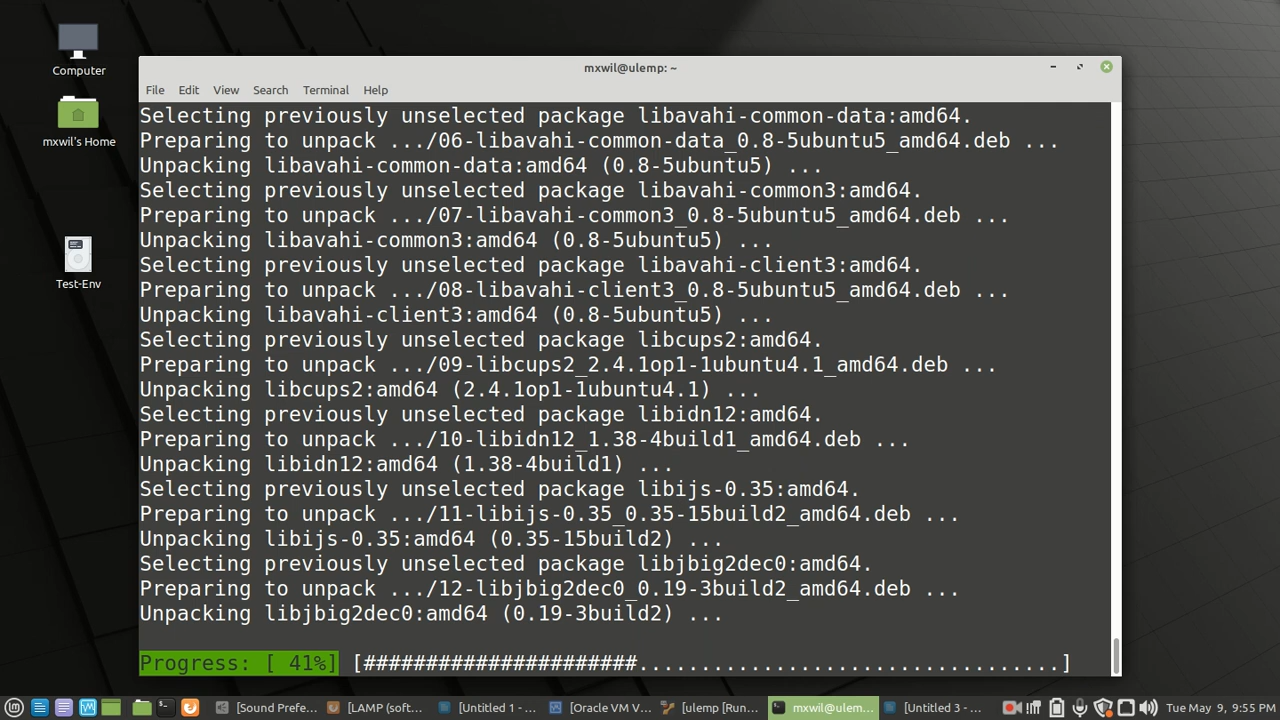 Computer
mxwil's Home
Test-Env
mxwil@ulemp: ~
File Edit View Search Terminal Help
Selecting previously unselected package libavahi-common-data:amd64.
Preparing to unpack .../06-libavahi-common-data_0.8-5ubuntu5_amd64.deb ...
Unpacking libavahi-common-data:amd64 (0.8-5ubuntu5) ...
Selecting previously unselected package libavahi-common3:amd64.
Preparing to unpack .../07-libavahi-common3_0.8-5ubuntu5_amd64.deb ...
Unpacking libavahi-common3:amd64 (0.8-5ubuntu5) ...
Selecting previously unselected package libavahi-client3:amd64.
Preparing to unpack .../08-libavahi-client3_0.8-5ubuntu5_amd64.deb ...
Unpacking libavahi-client3:amd64 (0.8-5ubuntu5) ...
Selecting previously unselected package libcups2:amd64.
Preparing to unpack .../09-libcups2_2.4.1op1-1ubuntu4.1_amd64.deb ...
Unpacking libcups2:amd64 (2.4.1op1-1ubuntu4.1) ...
Selecting previously unselected package libidn12:amd64.
Preparing to unpack .../10-libidn12_1.38-4build1_amd64.deb ...
Unpacking libidn12:amd64 (1.38-4build1) ...
Selecting previously unselected package libijs-0.35:amd64.
Preparing to unpack .../11-libijs-0.35_0.35-15build2_amd64.deb ...
Unpacking libijs-0.35:amd64 (0.35-15build2) ...
Selecting previously unselected package libjbig2dec0:amd64.
Preparing to unpack .../12-libjbig2dec0_0.19-3build2_amd64.deb ...
Unpacking libjbig2dec0:amd64 (0.19-3build2) ...
Progress: [ 41%] [######################..................................]
[Sound Prefe... [LAMP (soft... [Untitled 1 - ... [Oracle VM V... [ulemp [Run... mxwil@ulem... [Untitled 3 - ... Tue May 9, 9:55 PM